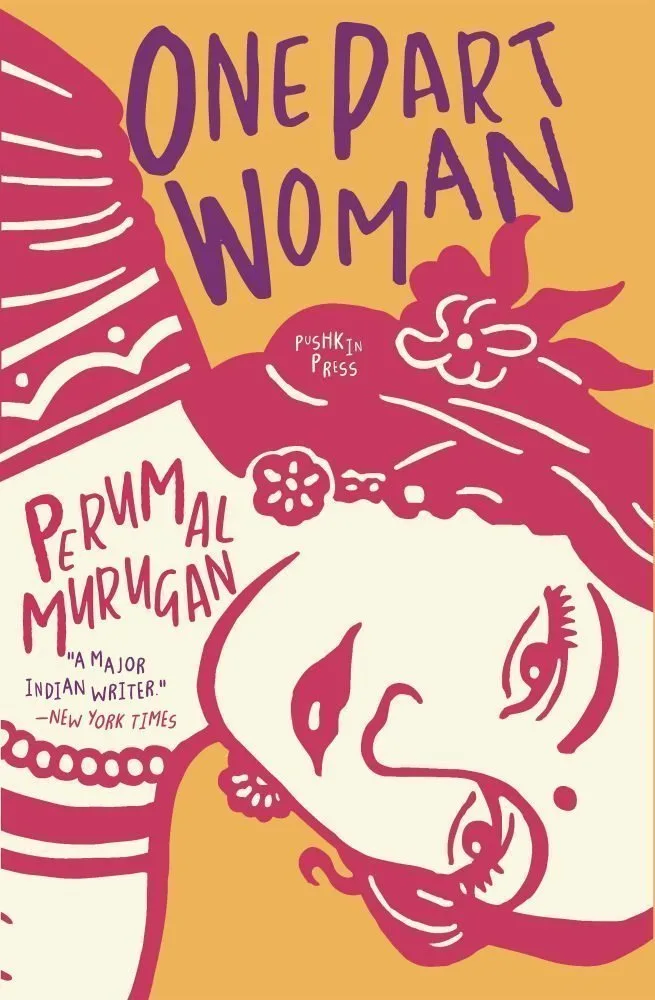 ONE PART
WOMAN
PUSHKIN
PRESS
PERUMAL
MURUGAN
"A MAJOR
INDIAN WRITER."
—NEW YORK TIMES